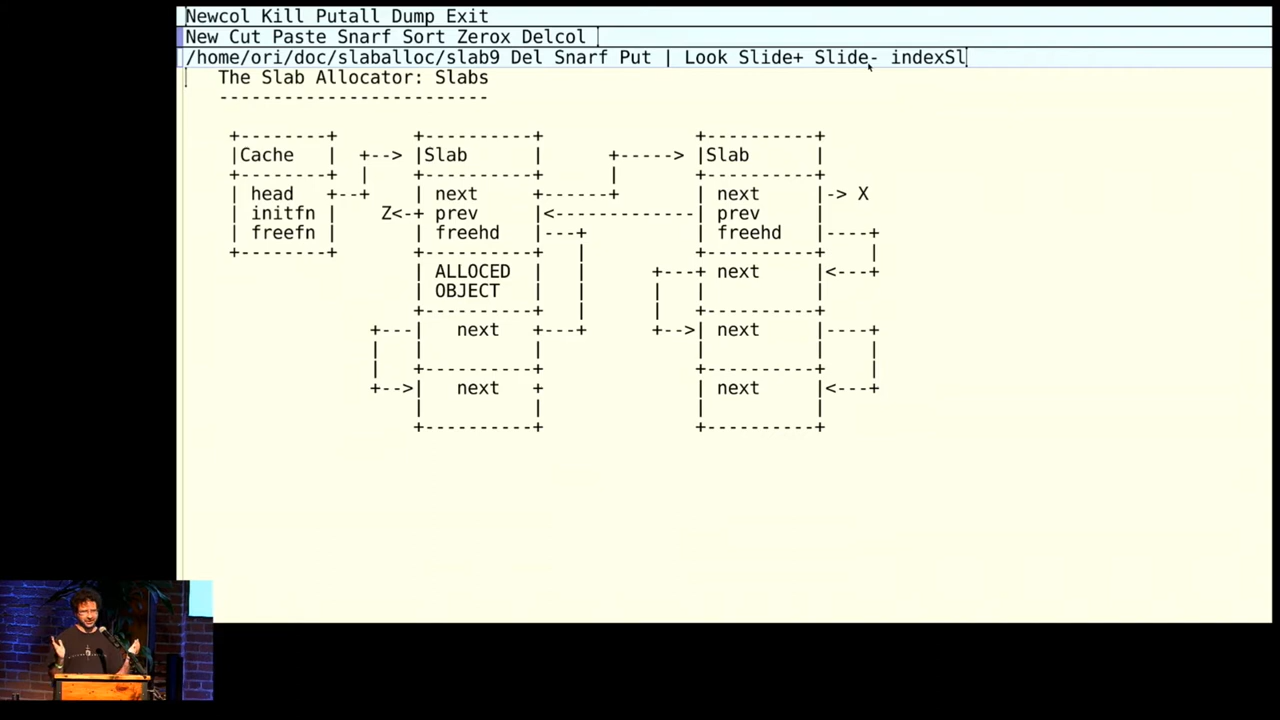 Newcol Kill Putall Dump Exit
New Cut Paste Snarf Sort Zerox Delcol
/home/ori/doc/slaballoc/slab9 Del Snarf Put | Look Slide+ Slide- indexSl
The Slab Allocator: Slabs
-------------------------
+--------+       +----------+              +----------+
|Cache   |  +--> |Slab      |      +-----> |Slab      |
+--------+  |    +----------+      |       +----------+
| head   +--+    | next     +------+       | next     |-> X
| initfn |    Z<-+ prev     |<-------------| prev     |
| freefn |       | freehd   |---+          | freehd   |----+
+--------+       +----------+   |          +----------+    |
                 | ALLOCED  |   |      +---+ next     |<---+
                 | OBJECT   |   |      |   |          |
                 +----------+   |      |   +----------+
             +---|   next   +---+      +-->| next     |----+
             |   |          |              |          |    |
             |   +----------+              +----------+    |
             +-->|   next   +              | next     |<---+
                 |          |              |          |
                 +----------+              +----------+